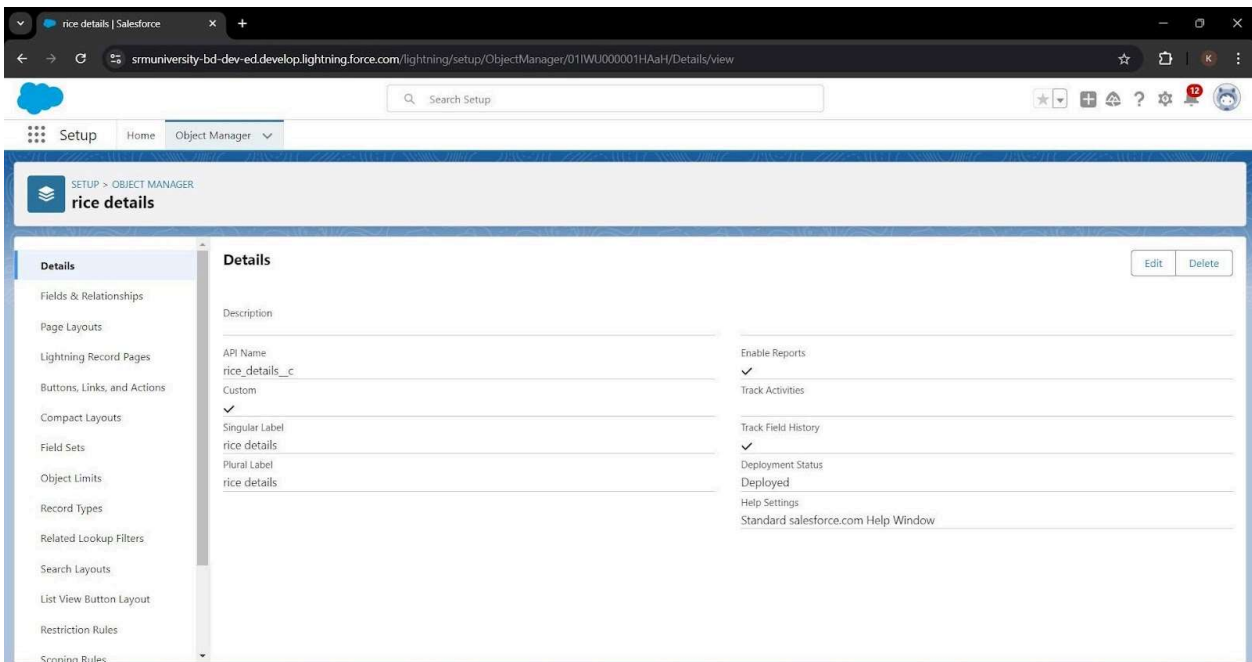 rice details | Salesforce
srmuniversity-bd-dev-ed.develop.lightning.force.com/lightning/setup/ObjectManager/01IWU000001HAaH/Details/view
K
Search Setup
12
Setup Home Object Manager
SETUP > OBJECT MANAGER
rice details
Details
Fields & Relationships
Page Layouts
Lightning Record Pages
Buttons, Links, and Actions
Compact Layouts
Field Sets
Object Limits
Record Types
Related Lookup Filters
Search Layouts
List View Button Layout
Restriction Rules
Scoping Rules
Details
Edit Delete
Description
API Name
rice_details__c
Custom
Singular Label
rice details
Plural Label
rice details
Enable Reports
Track Activities
Track Field History
Deployment Status
Deployed
Help Settings
Standard salesforce.com Help Window